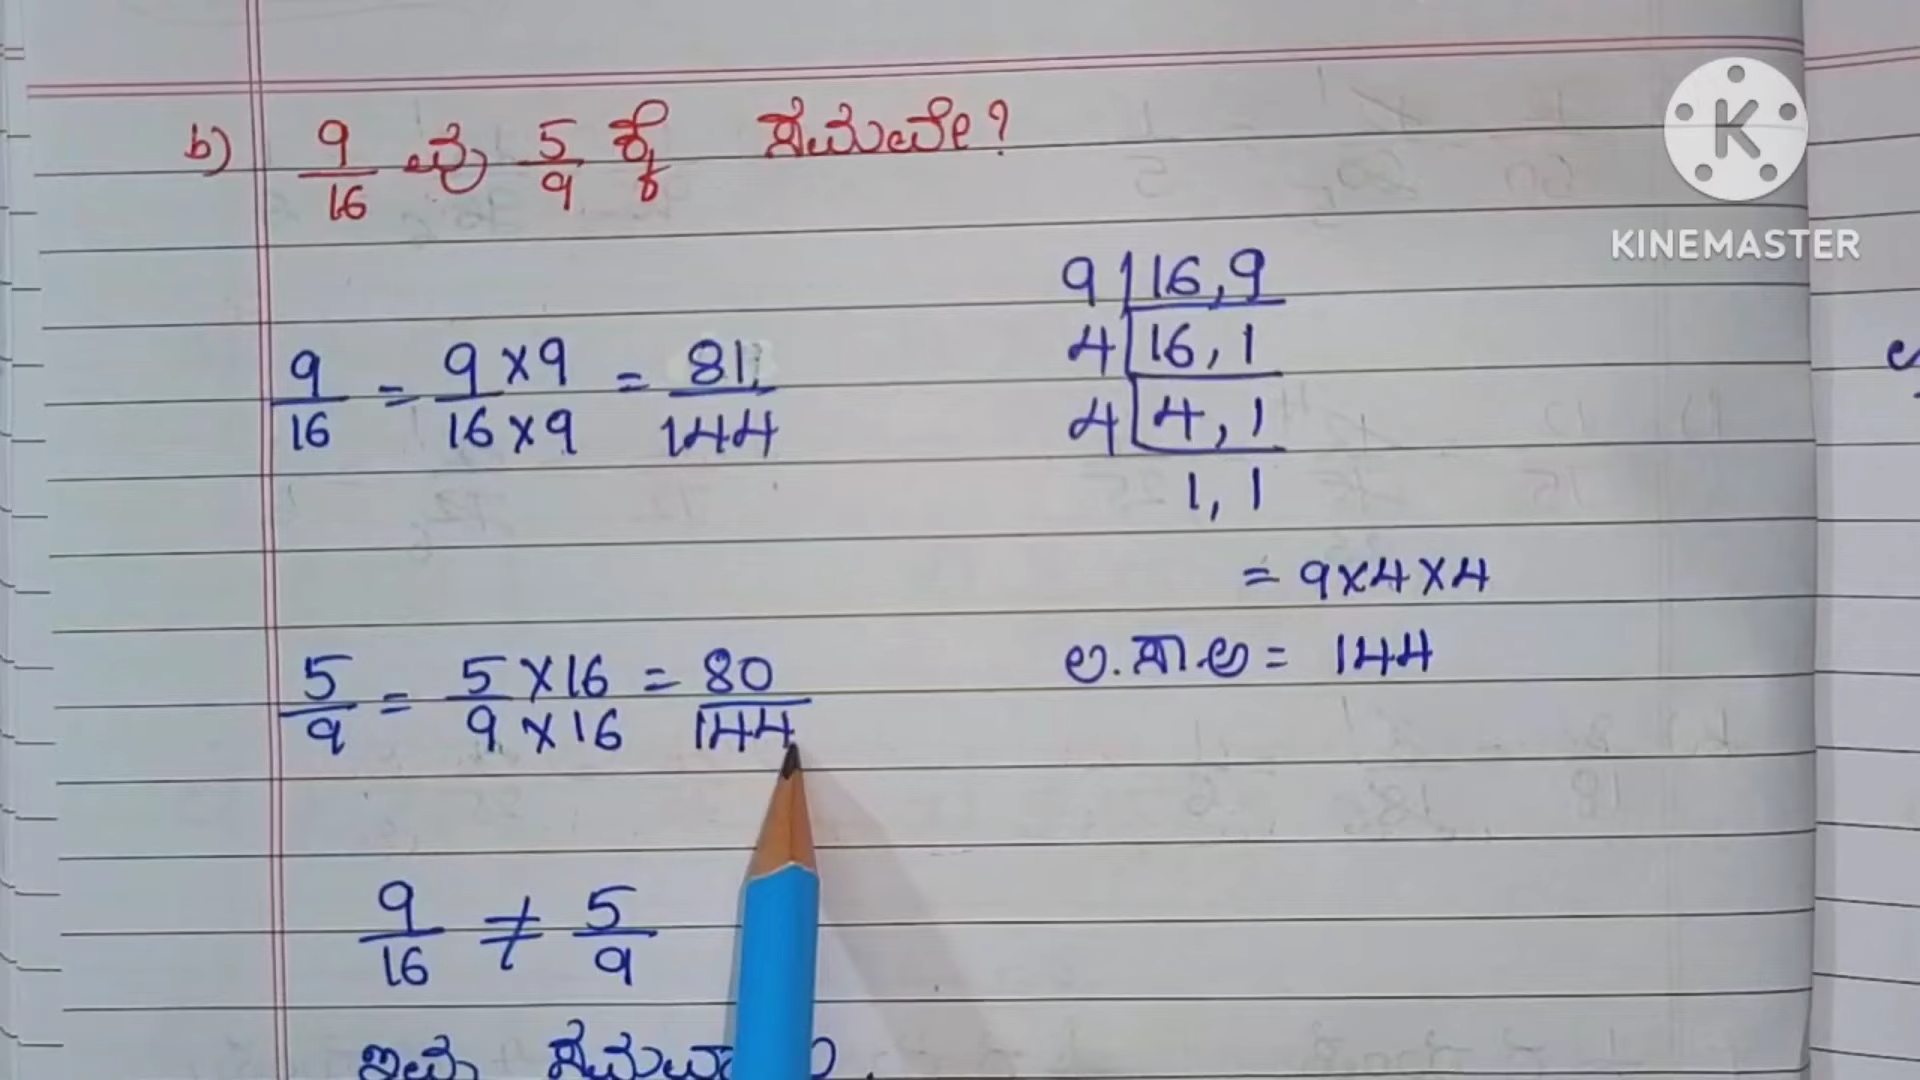 b) 9/16 ವು 5/9 ಕ್ಕೆ ಸಮವೇ?
K
KINEMASTER
9/16 = 9×9/16×9 = 81/144
9 | 16, 9
4 | 16, 1
4 | 4, 1
1, 1
= 9×4×4
ಲ.ಸಾ.ಅ = 144
5/9 = 5×16/9×16 = 80/144
9/16 ≠ 5/9
ಇವು